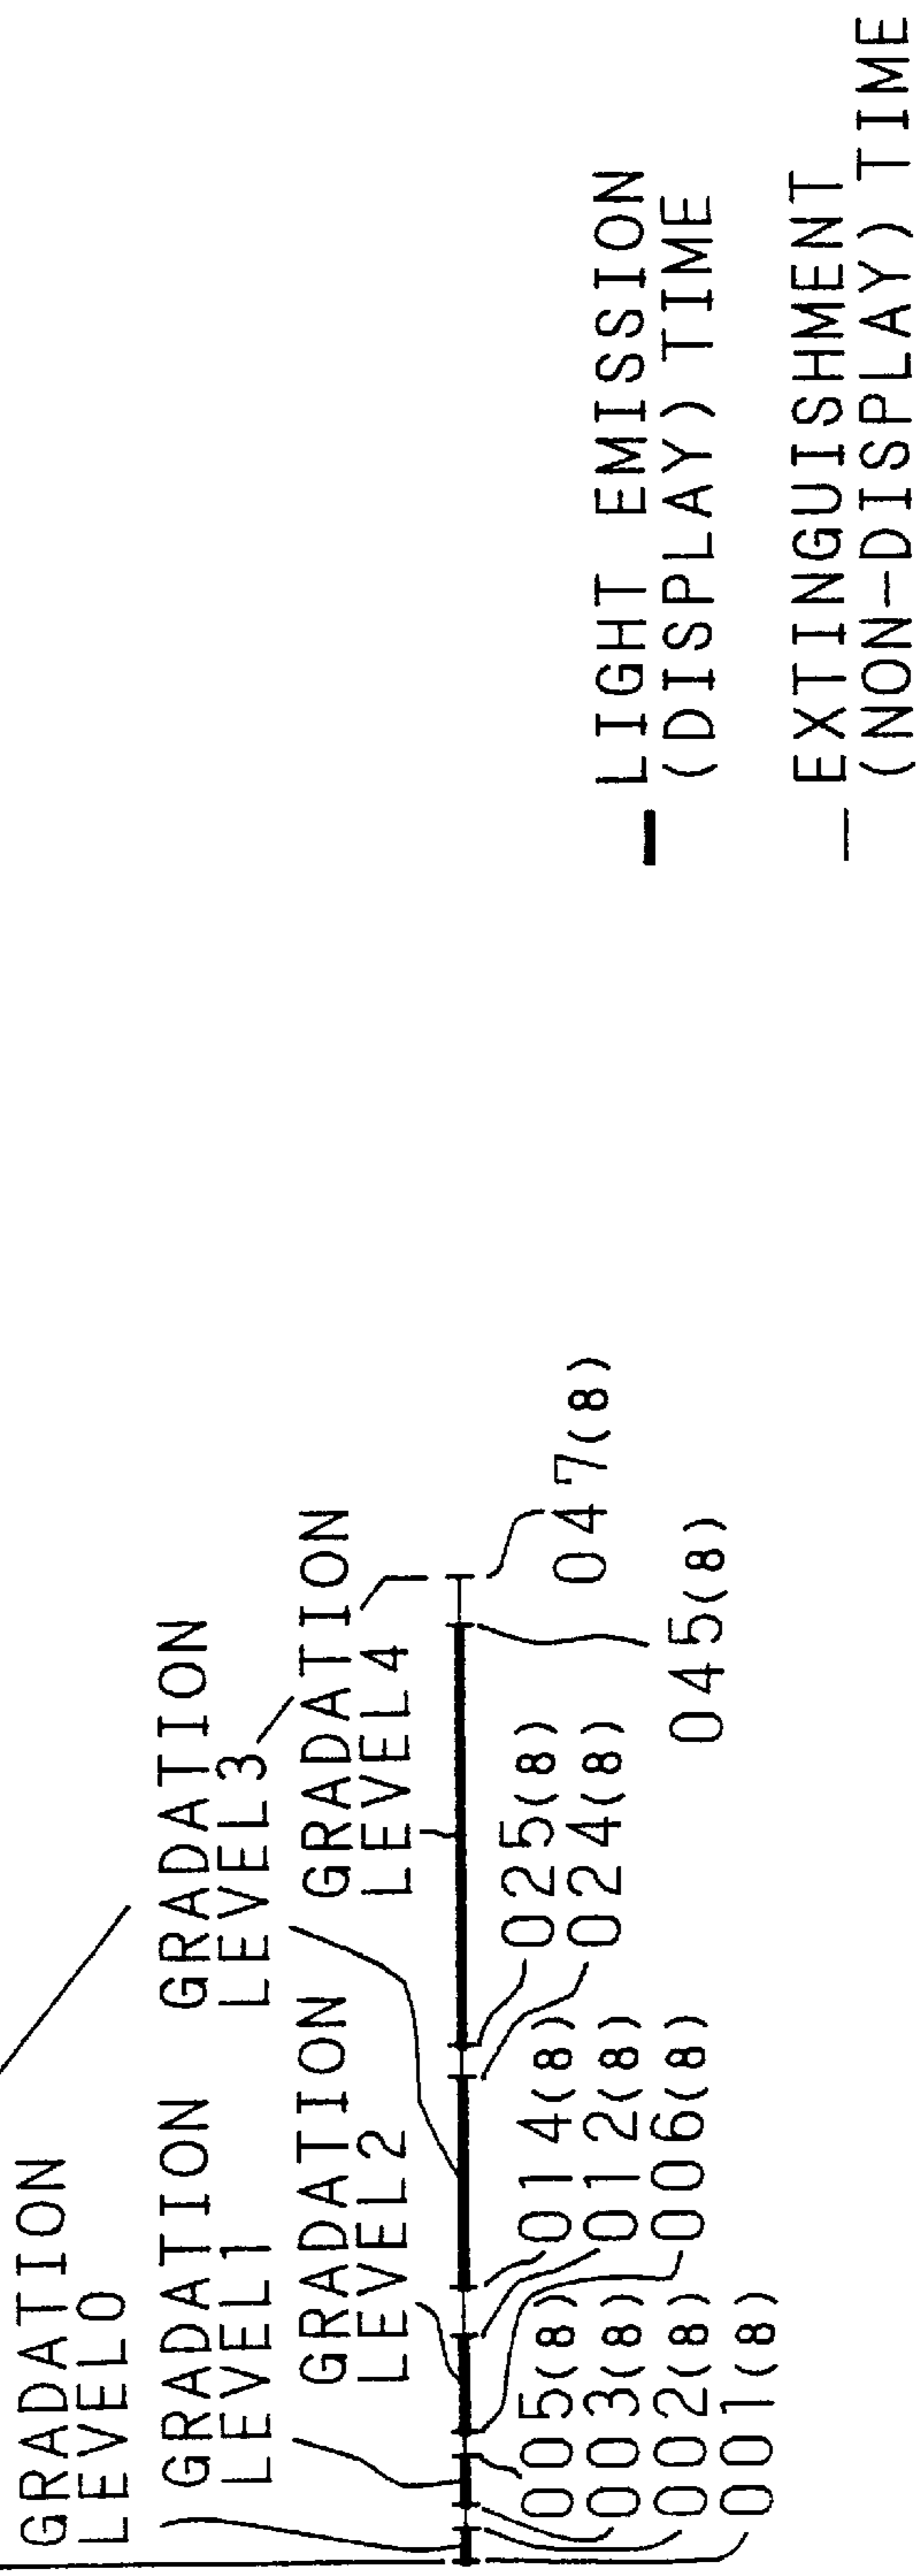 GRADATION
LEVEL0
GRADATION
LEVEL1
GRADATION
LEVEL2
GRADATION
LEVEL3
GRADATION
LEVEL4
005(8)
003(8)
002(8)
001(8)
014(8)
012(8)
006(8)
025(8)
024(8)
047(8)
045(8)
LIGHT EMISSION
(DISPLAY) TIME
EXTINGUISHMENT
(NON-DISPLAY) TIME